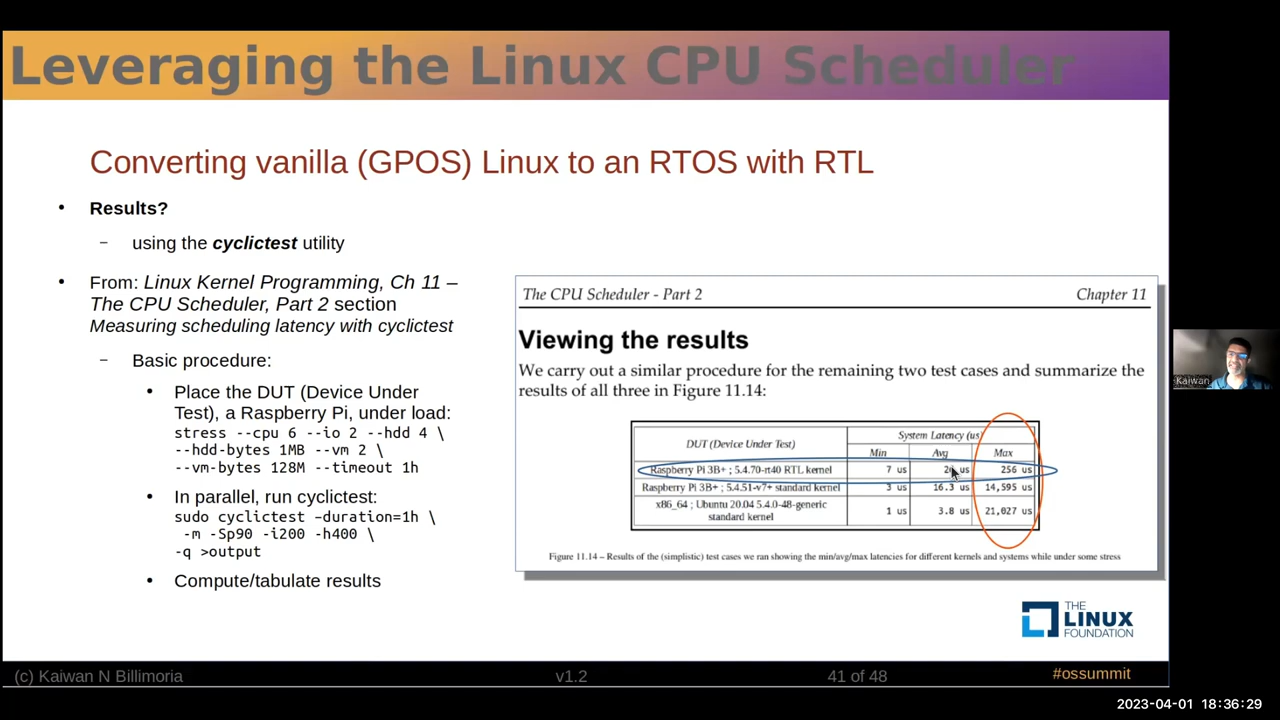 Leveraging the Linux CPU Scheduler
Converting vanilla (GPOS) Linux to an RTOS with RTL
• Results?
– using the cyclictest utility
• From: Linux Kernel Programming, Ch 11 –
The CPU Scheduler, Part 2 section
Measuring scheduling latency with cyclictest
– Basic procedure:
• Place the DUT (Device Under
Test), a Raspberry Pi, under load:
stress --cpu 6 --io 2 --hdd 4 \
--hdd-bytes 1MB --vm 2 \
--vm-bytes 128M --timeout 1h
• In parallel, run cyclictest:
sudo cyclictest –duration=1h \
-m -Sp90 -i200 -h400 \
-q >output
• Compute/tabulate results
The CPU Scheduler - Part 2 Chapter 11
Viewing the results
We carry out a similar procedure for the remaining two test cases and summarize the
results of all three in Figure 11.14:
DUT (Device Under Test) System Latency (us)
Min Avg Max
Raspberry Pi 3B+ ; 5.4.70-rt40 RTL kernel 7 us us 256 us
Raspberry Pi 3B+ ; 5.4.51-v7+ standard kernel 3 us 16.3 us 14,595 us
x86_64 ; Ubuntu 20.04 5.4.0-48-generic
standard kernel 1 us 3.8 us 21,027 us
Figure 11.14 – Results of the (simplistic) test cases we ran showing the min/avg/max latencies for different kernels and systems while under some stress
THE
LINUX
FOUNDATION
Kaiwan
(c) Kaiwan N Billimoria v1.2 41 of 48 #ossummit
2023-04-01 18:36:29